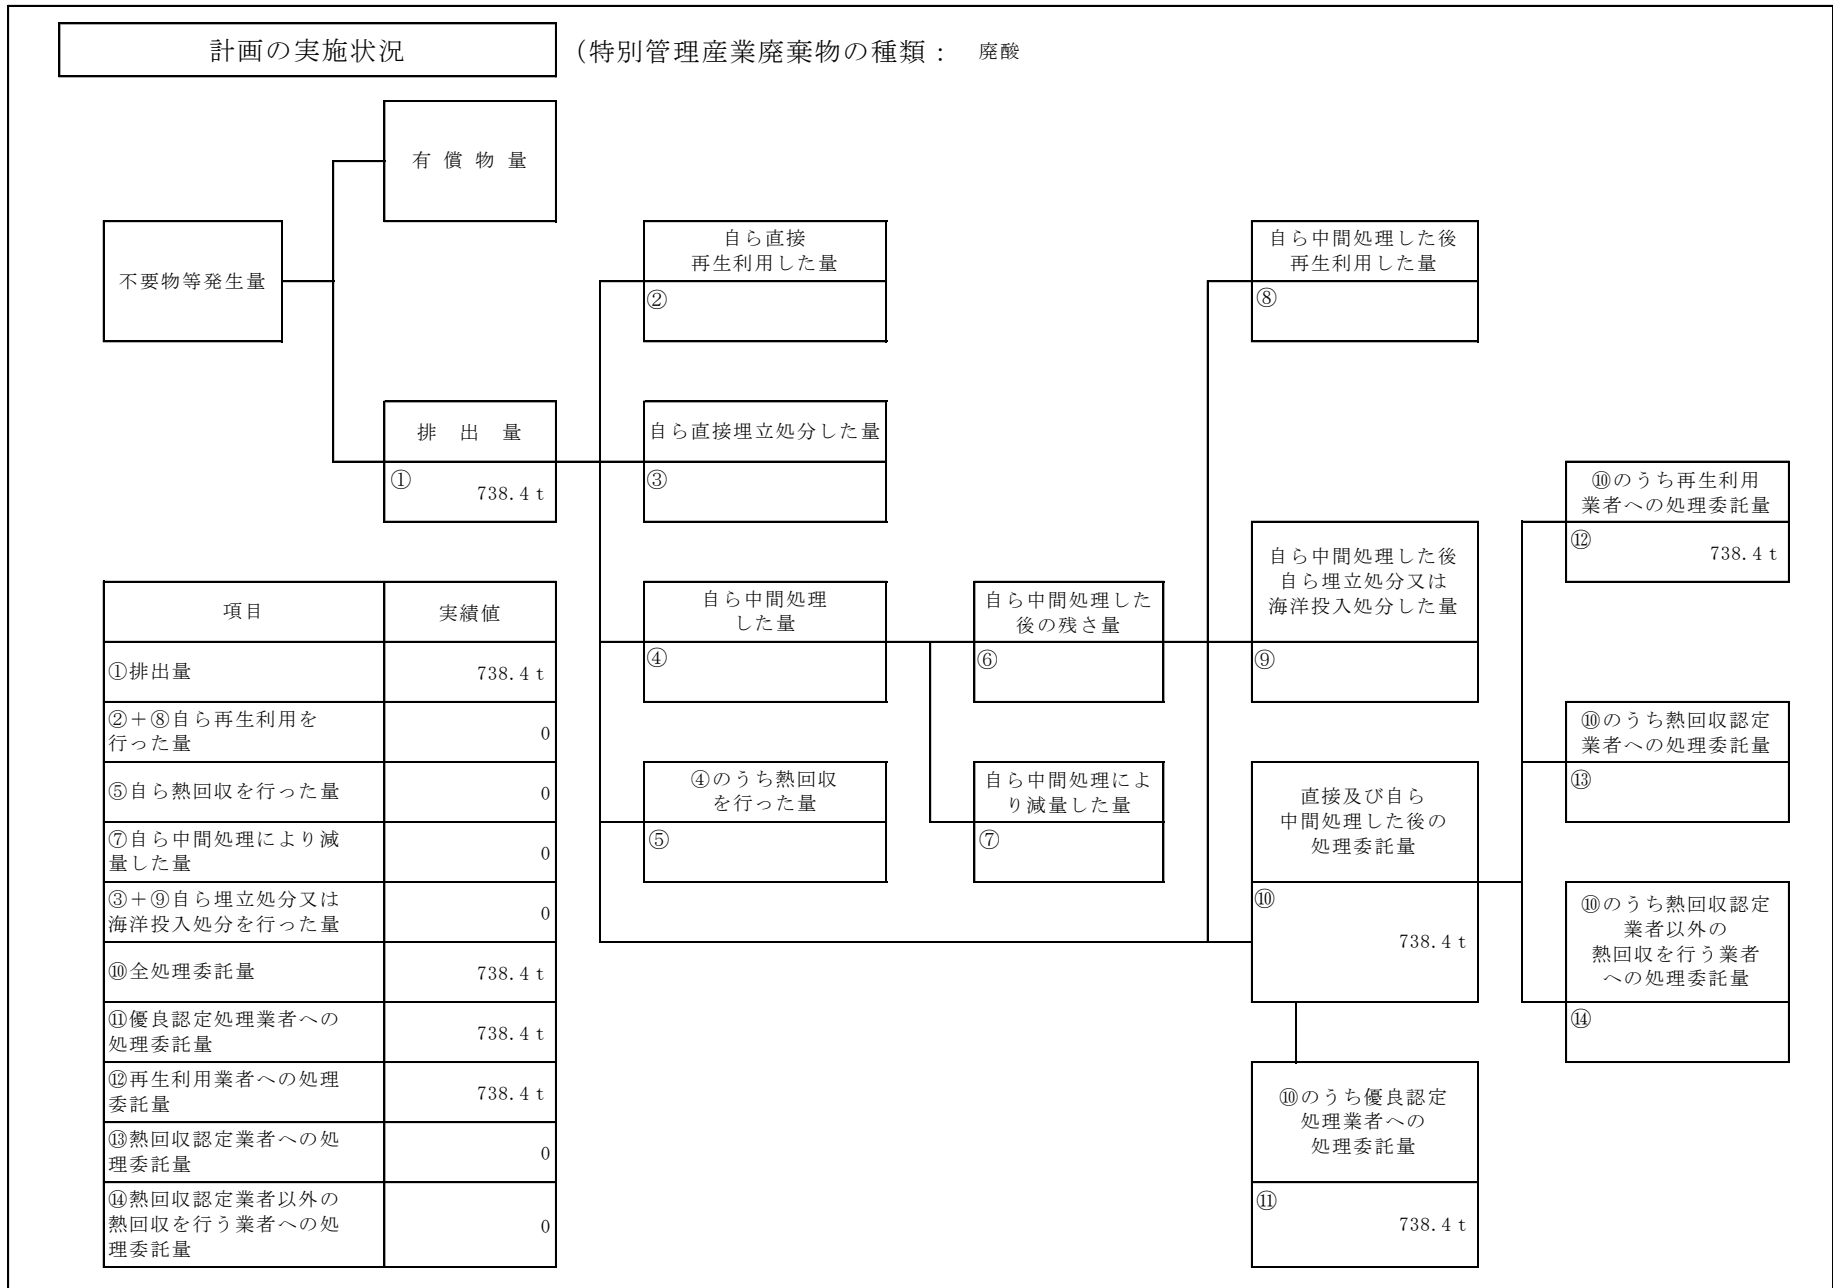 計画の実施状況
（特別管理産業廃棄物の種類： 廃酸
有 償 物 量
不要物等発生量
自ら直接
再生利用した量
②
自ら中間処理した後
再生利用した量
⑧
排 出 量
① 738.4 t
自ら直接埋立処分した量
③
⑩のうち再生利用
業者への処理委託量
⑫ 738.4 t
自ら中間処理した後
自ら埋立処分又は
海洋投入処分した量
⑨
自ら中間処理
した量
④
自ら中間処理した
後の残さ量
⑥
⑩のうち熱回収認定
業者への処理委託量
⑬
④のうち熱回収
を行った量
⑤
自ら中間処理によ
り減量した量
⑦
直接及び自ら
中間処理した後の
処理委託量
⑩
738.4 t
⑩のうち熱回収認定
業者以外の
熱回収を行う業者
への処理委託量
⑭
⑩のうち優良認定
処理業者への
処理委託量
⑪
738.4 t
項目 実績値
①排出量 738.4 t
②＋⑧自ら再生利用を
行った量 0
⑤自ら熱回収を行った量 0
⑦自ら中間処理により減
量した量 0
③＋⑨自ら埋立処分又は
海洋投入処分を行った量 0
⑩全処理委託量 738.4 t
⑪優良認定処理業者への
処理委託量 738.4 t
⑫再生利用業者への処理
委託量 738.4 t
⑬熱回収認定業者への処
理委託量 0
⑭熱回収認定業者以外の
熱回収を行う業者への処
理委託量 0